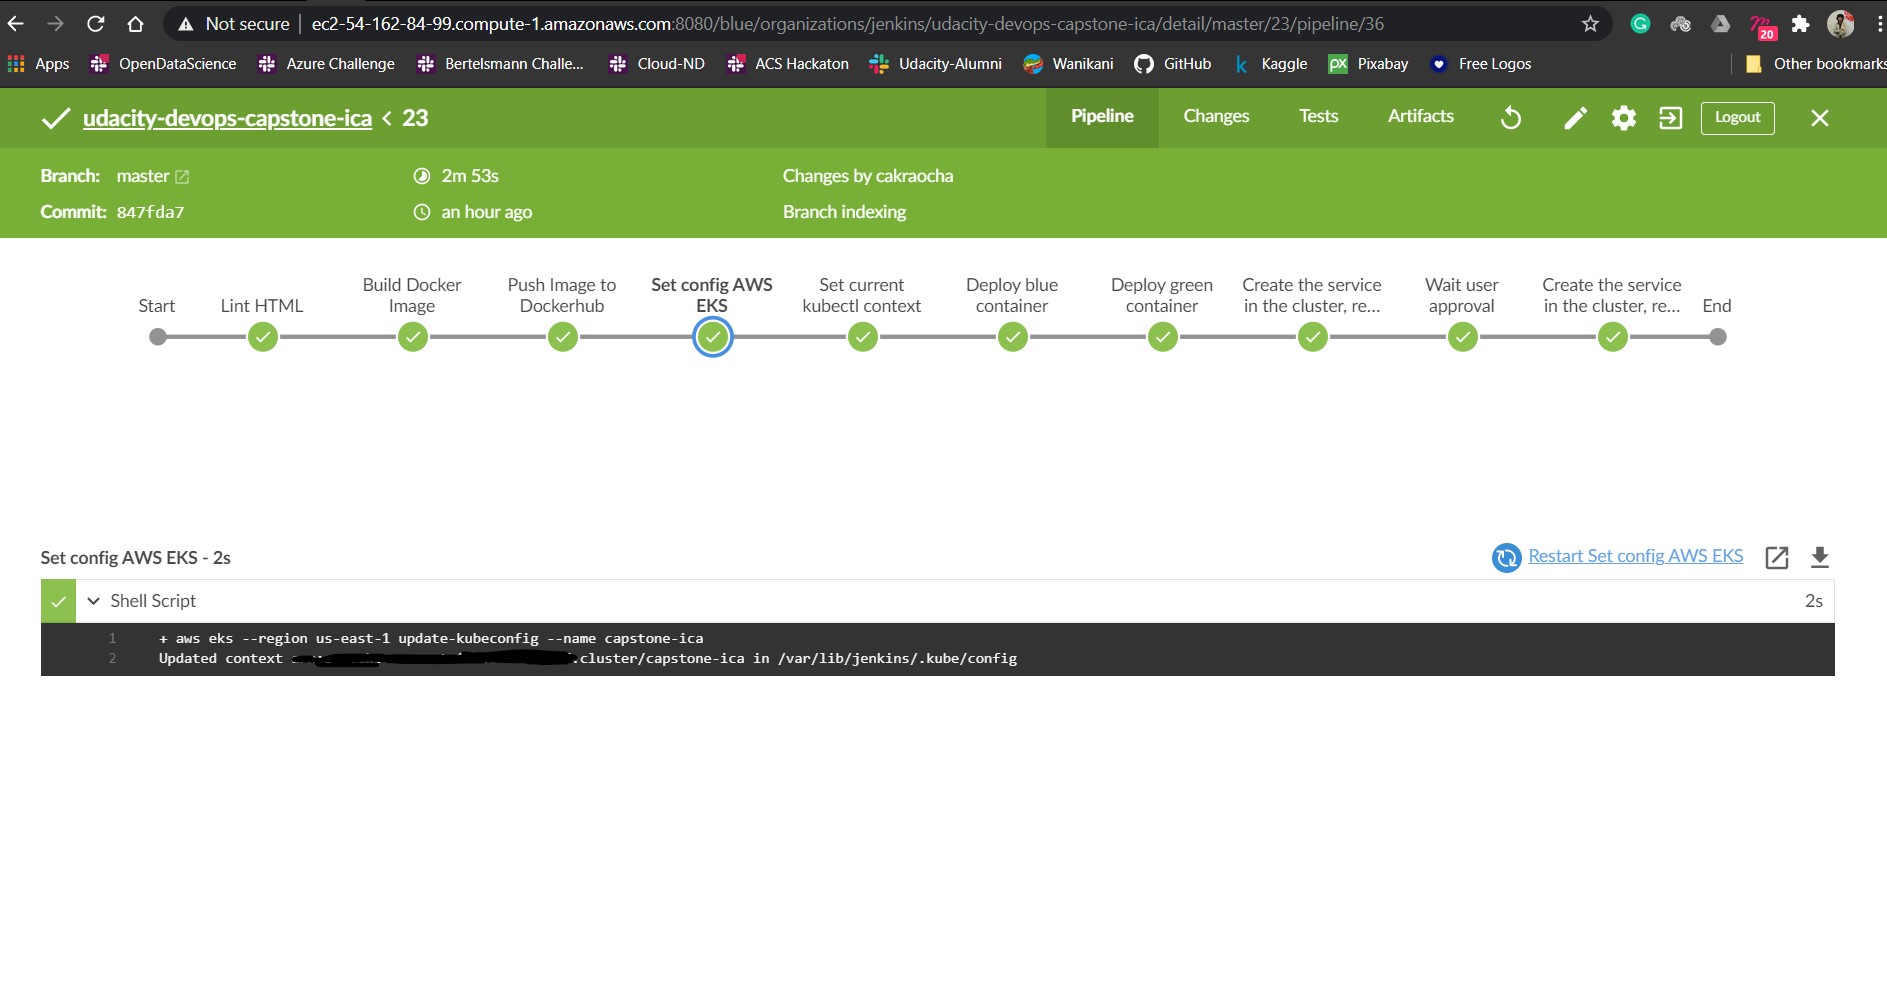 Not secure | ec2-54-162-84-99.compute-1.amazonaws.com:8080/blue/organizations/jenkins/udacity-devops-capstone-ica/detail/master/23/pipeline/36
20
Apps OpenDataScience Azure Challenge Bertelsmann Challe... Cloud-ND ACS Hackaton Udacity-Alumni Wanikani GitHub Kaggle Pixabay Free Logos Other bookmarks
udacity-devops-capstone-ica < 23 Pipeline Changes Tests Artifacts Logout
Branch: master 2m 53s Changes by cakraocha
Commit: 847fda7 an hour ago Branch indexing
Start
Lint HTML
Build Docker
Image
Push Image to
Dockerhub
Set config AWS
EKS
Set current
kubectl context
Deploy blue
container
Deploy green
container
Create the service
in the cluster, re...
Wait user
approval
Create the service
in the cluster, re...
End
Set config AWS EKS - 2s Restart Set config AWS EKS
Shell Script 2s
1 + aws eks --region us-east-1 update-kubeconfig --name capstone-ica
2 Updated context .cluster/capstone-ica in /var/lib/jenkins/.kube/config